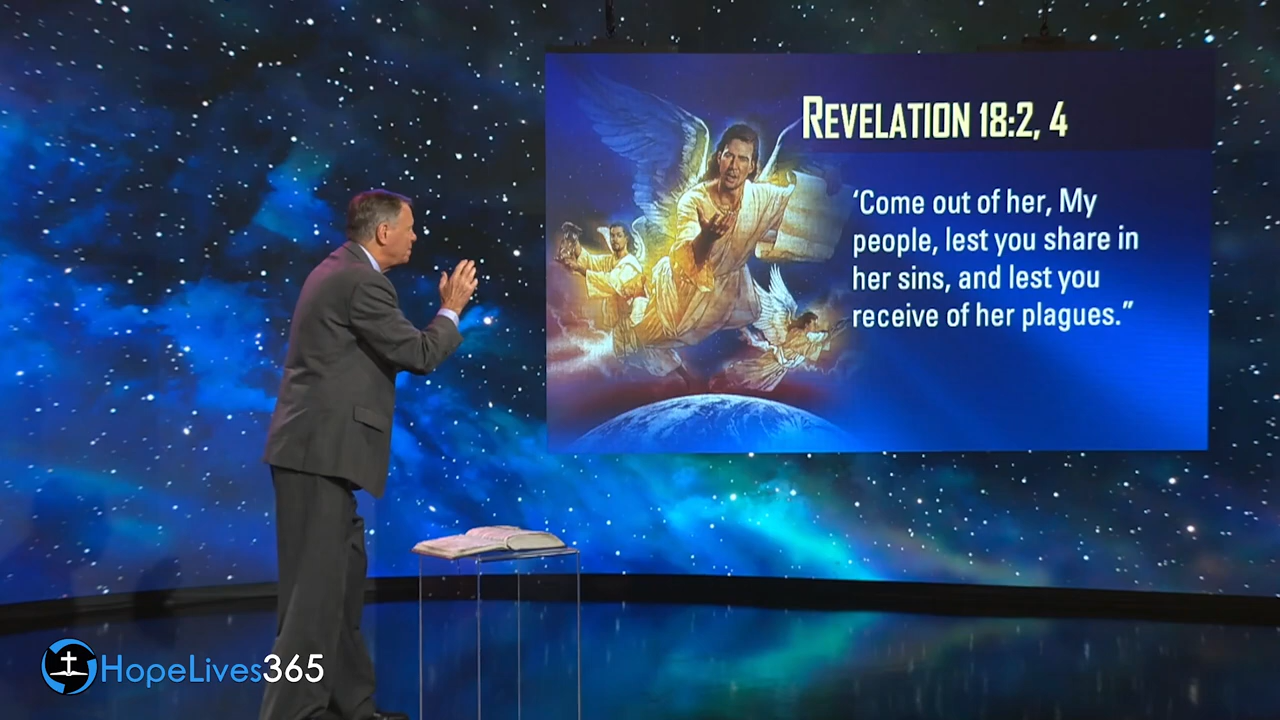 REVELATION 18:2, 4
‘Come out of her, My
people, lest you share in
her sins, and lest you
receive of her plagues.”
HopeLives365